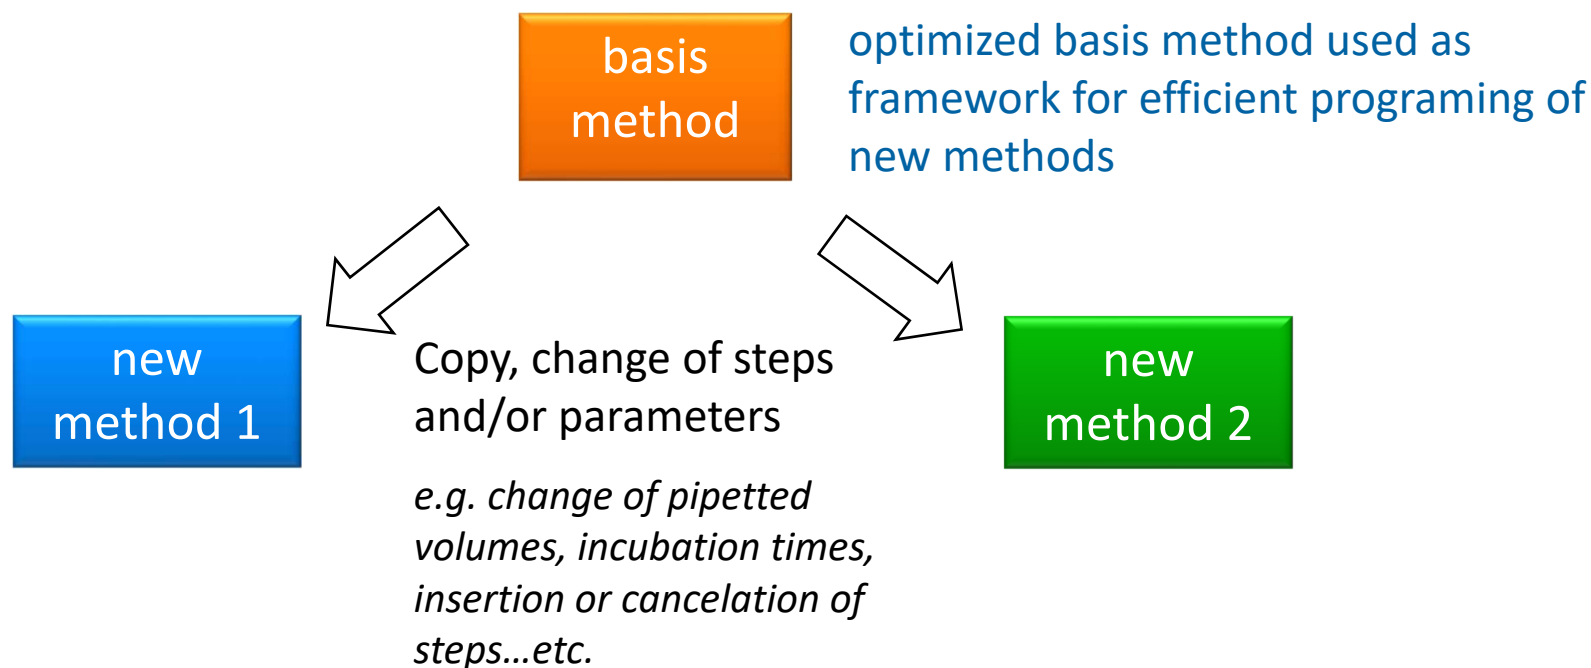 basis
method
optimized basis method used as
framework for efficient programing of
new methods
new
method 1
Copy, change of steps
and/or parameters
e.g. change of pipetted
volumes, incubation times,
insertion or cancelation of
steps…etc.
new
method 2